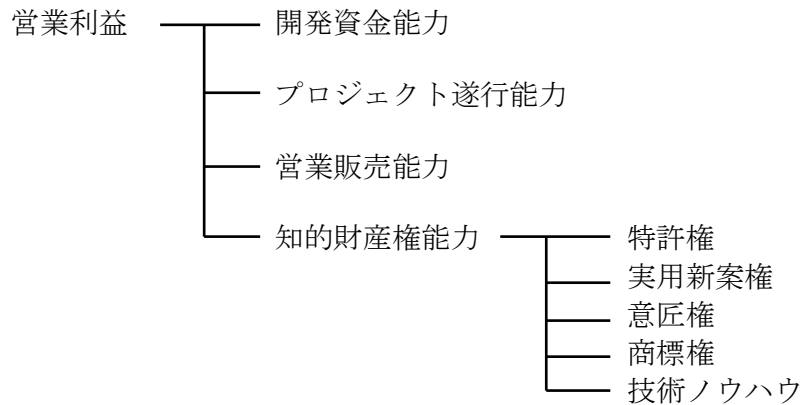 営業利益 開発資金能力
プロジェクト遂行能力
営業販売能力
知的財産権能力 特許権
実用新案権
意匠権
商標権
技術ノウハウ